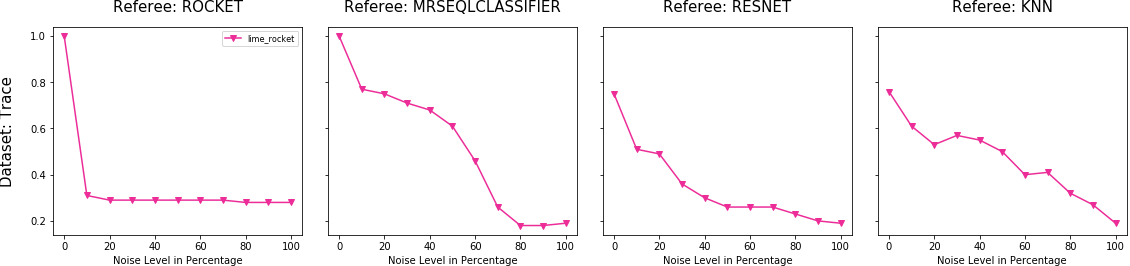 Referee: ROCKET
Referee: MRSEQLCLASSIFIER
Referee: RESNET
Referee: KNN
Dataset: Trace
1.0
0.8
0.6
0.4
0.2
lime_rocket
0 20 40 60 80 100
0 20 40 60 80 100
0 20 40 60 80 100
0 20 40 60 80 100
Noise Level in Percentage
Noise Level in Percentage
Noise Level in Percentage
Noise Level in Percentage